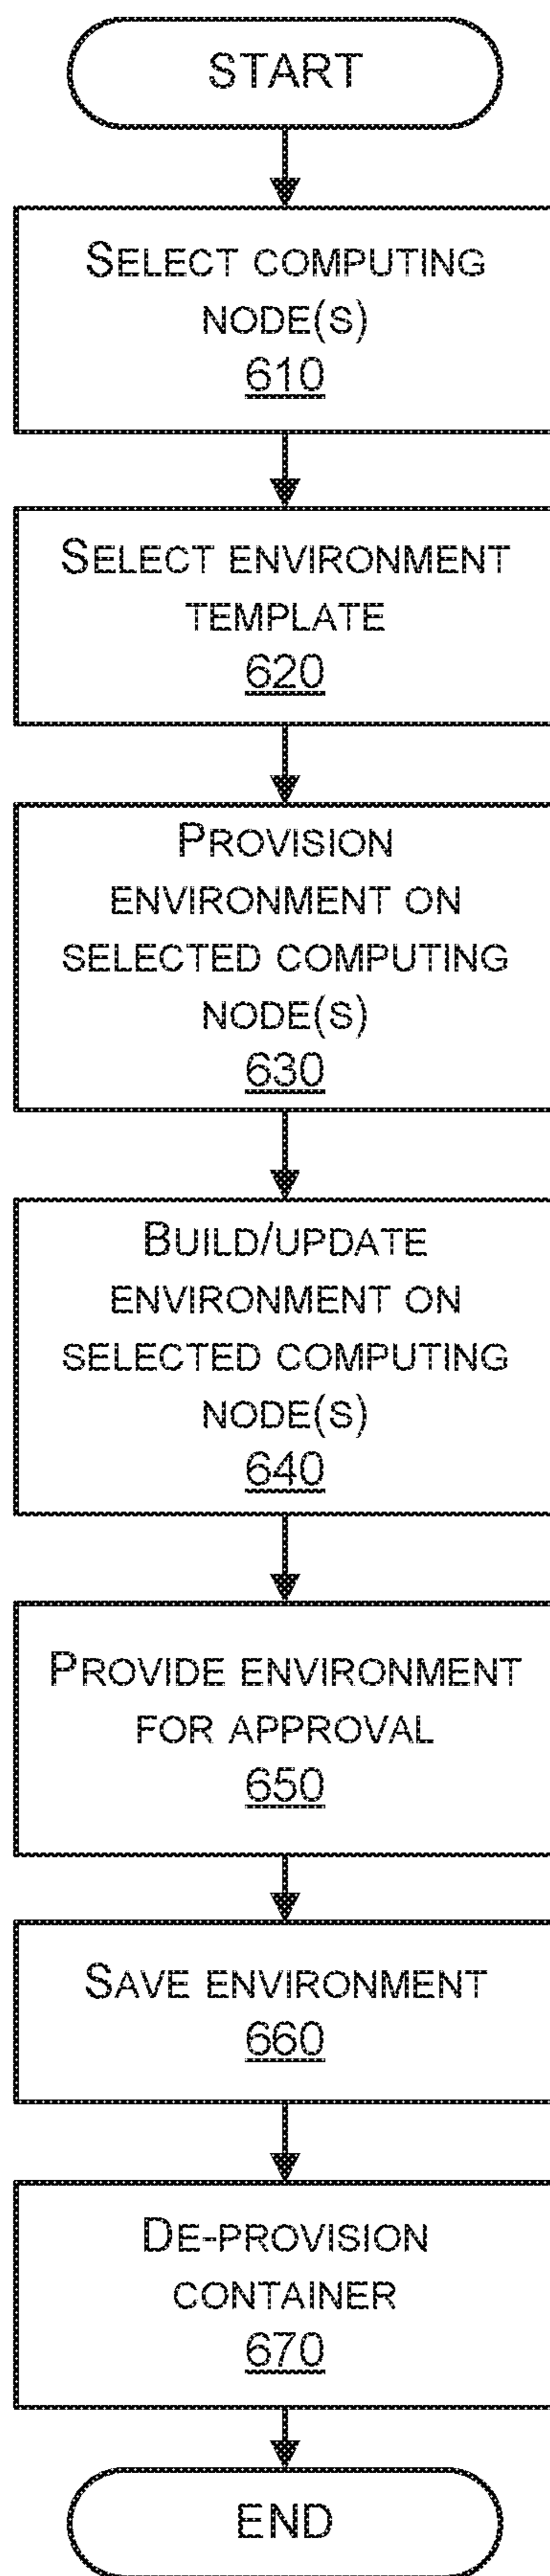 START
SELECT COMPUTING
NODE(S)
610
SELECT ENVIRONMENT
TEMPLATE
620
PROVISION
ENVIRONMENT ON
SELECTED COMPUTING
NODE(S)
630
BUILD/UPDATE
ENVIRONMENT ON
SELECTED COMPUTING
NODE(S)
640
PROVIDE ENVIRONMENT
FOR APPROVAL
650
SAVE ENVIRONMENT
660
DE-PROVISION
CONTAINER
670
END